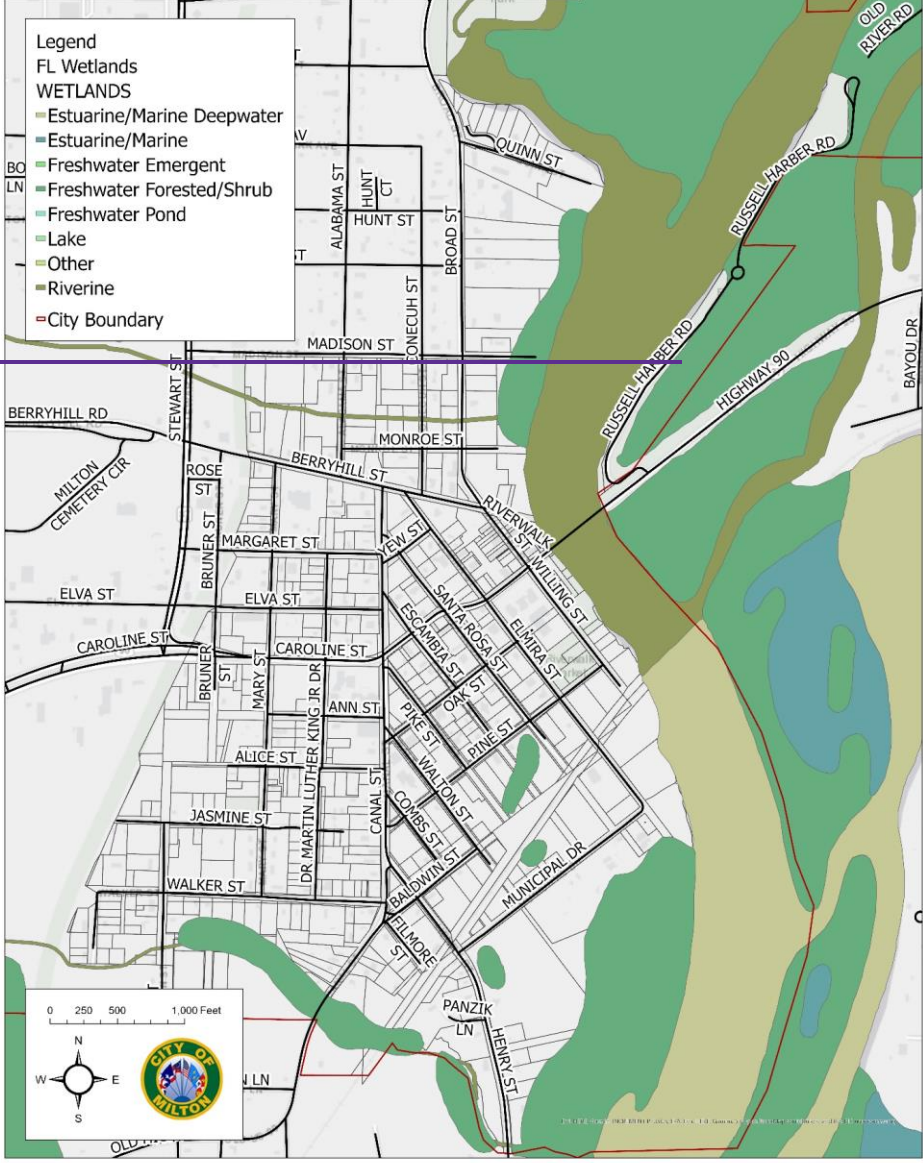 Legend
FL Wetlands
WETLANDS
Estuarine/Marine Deepwater
Estuarine/Marine
Freshwater Emergent
Freshwater Forested/Shrub
Freshwater Pond
Lake
Other
Riverine
City Boundary
OLD
RIVER RD
QUINN ST
RUSSELL HARBER RD
ALABAMA ST
HUNT
CT
HUNT ST
BROAD ST
CONECUH ST
MADISON ST
RUSSELL HARBER RD
HIGHWAY 90
BAYOU DR
STEWART ST
BERRYHILL RD
MONROE ST
BERRYHILL ST
MILTON
CEMETERY CIR
ROSE
ST
BRUNER ST
MARGARET ST
YEW ST
RIVERWALK
ST
WILLING ST
ELVA ST
ELVA ST
ESCAMBIA ST
SANTA ROSA ST
ELMIRA ST
CAROLINE ST
CAROLINE ST
BRUNER
ST
MARY ST
DR MARTIN LUTHER KING JR DR
ANN ST
PIKE ST
OAK ST
PINE ST
ALICE ST
CANAL ST
WALTON ST
COMBS ST
JASMINE ST
BALDWIN ST
MUNICIPAL DR
WALKER ST
FILMORE
ST
PANZIK
LN
HENRY ST
0 250 500 1,000 Feet
N
W E
S
CITY OF
MILTON
N LN